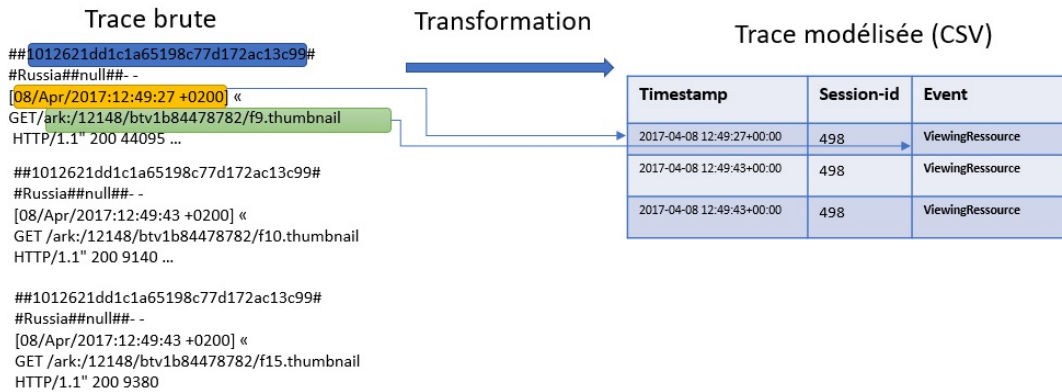 Trace brute
##1012621dd1c1a65198c77d172ac13c99#
#Russia##null##- -
[08/Apr/2017:12:49:27 +0200] «
GET/ark:/12148/btv1b84478782/f9.thumbnail
HTTP/1.1" 200 44095 ...
##1012621dd1c1a65198c77d172ac13c99#
#Russia##null##- -
[08/Apr/2017:12:49:43 +0200] «
GET /ark:/12148/btv1b84478782/f10.thumbnail
HTTP/1.1" 200 9140 ...
##1012621dd1c1a65198c77d172ac13c99#
#Russia##null##- -
[08/Apr/2017:12:49:43 +0200] «
GET /ark:/12148/btv1b84478782/f15.thumbnail
HTTP/1.1" 200 9380
Transformation
Trace modélisée (CSV)
Timestamp Session-id Event
2017-04-08 12:49:27+00:00 498 ViewingRessource
2017-04-08 12:49:43+00:00 498 ViewingRessource
2017-04-08 12:49:43+00:00 498 ViewingRessource